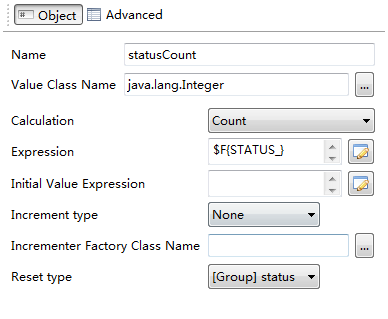 Object Advanced
Name statusCount
Value Class Name java.lang.Integer ...
Calculation Count
Expression $F{STATUS_}
Initial Value Expression
Increment type None
Incrementer Factory Class Name ...
Reset type [Group] status